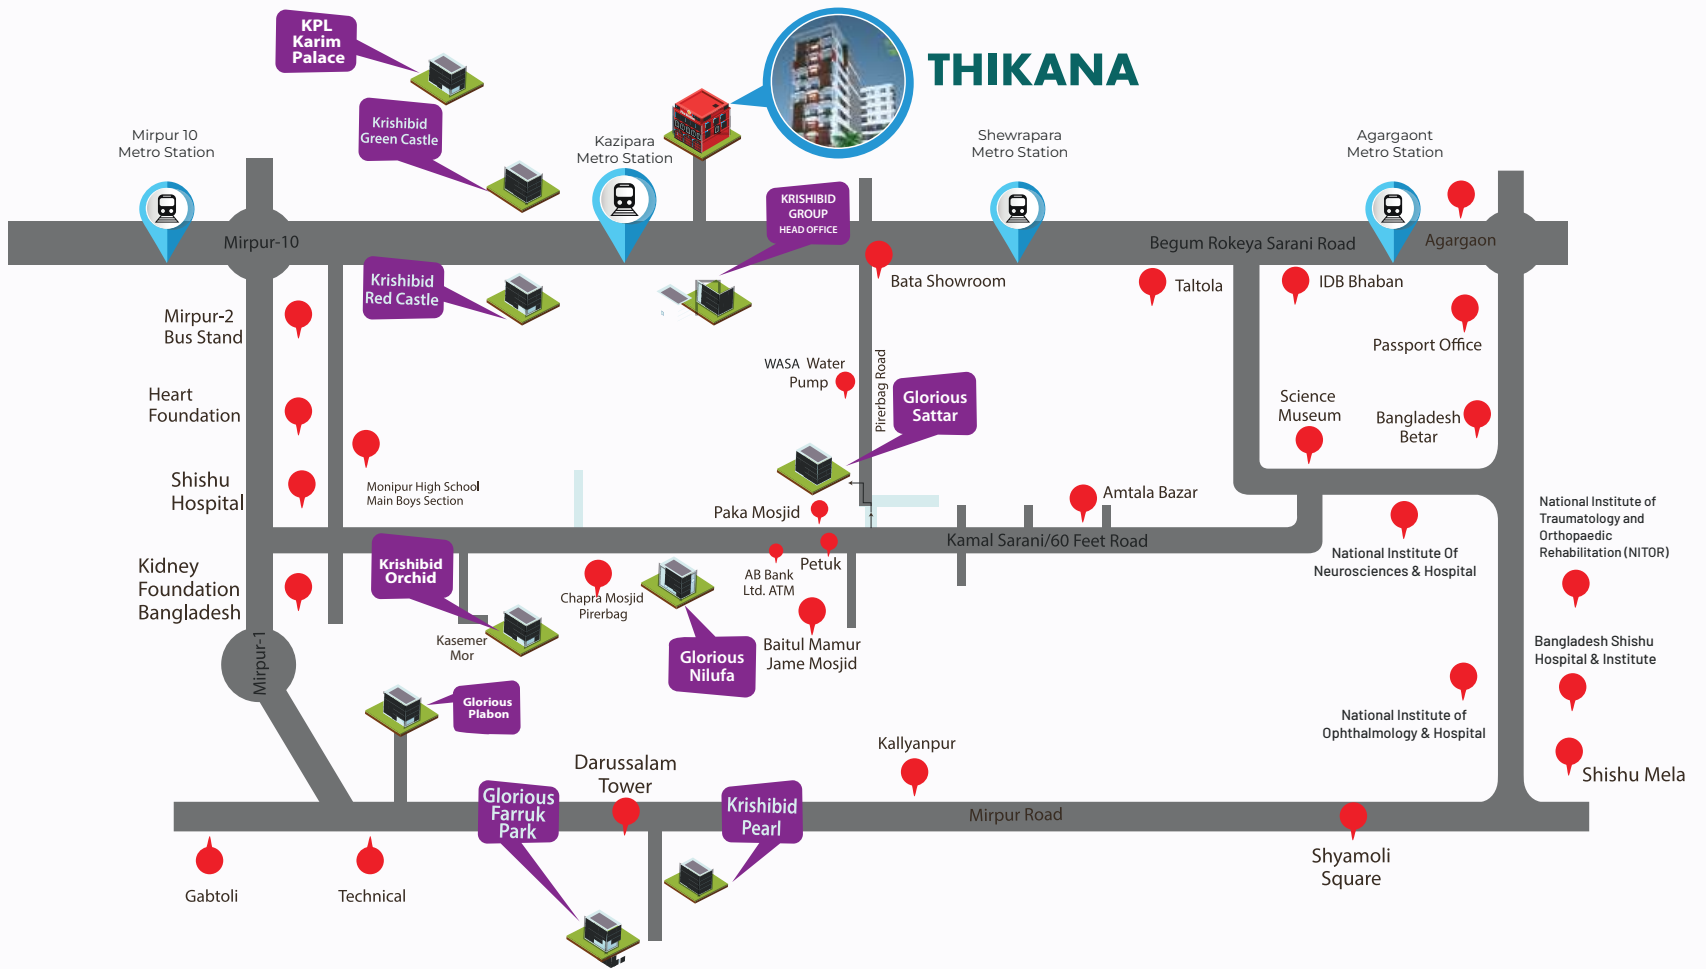 KPL
Karim
Palace
THIKANA
Krishibid
Green Castle
Mirpur 10
Metro Station
Kazipara
Metro Station
Shewrapara
Metro Station
Agargaont
Metro Station
KRISHIBID
GROUP
HEAD OFFICE
Mirpur-10
Begum Rokeya Sarani Road
Agargaon
Krishibid
Red Castle
Bata Showroom
Taltola
IDB Bhaban
Mirpur-2
Bus Stand
Passport Office
WASA Water
Pump
Pirerbag Road
Glorious
Sattar
Heart
Foundation
Science
Museum
Bangladesh
Betar
Shishu
Hospital
Monipur High School
Main Boys Section
Paka Mosjid
Amtala Bazar
National Institute of
Traumatology and
Orthopaedic
Rehabilitation (NITOR)
Kamal Sarani/60 Feet Road
Krishibid
Orchid
Petuk
AB Bank
Ltd. ATM
National Institute Of
Neurosciences & Hospital
Kidney
Foundation
Bangladesh
Chapra Mosjid
Pirerbag
Kasemer
Mor
Glorious
Nilufa
Baitul Mamur
Jame Mosjid
Bangladesh Shishu
Hospital & Institute
Mirpur-1
Glorious
Plabon
National Institute of
Ophthalmology & Hospital
Kallyanpur
Darussalam
Tower
Shishu Mela
Glorious
Farruk
Park
Krishibid
Pearl
Mirpur Road
Shyamoli
Square
Gabtoli
Technical